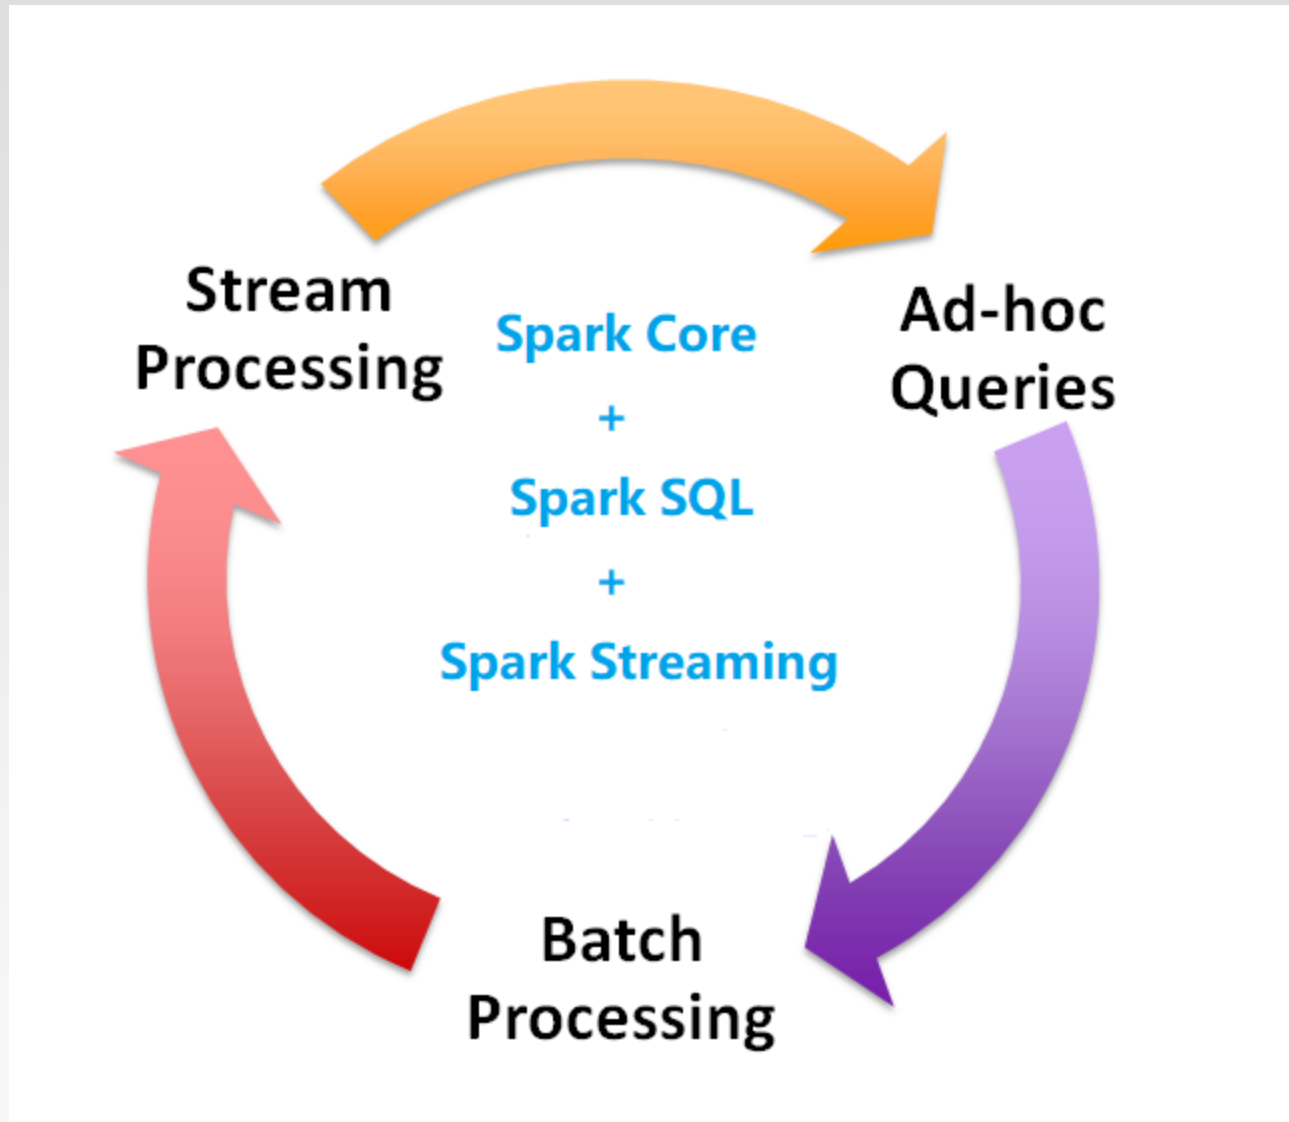 Stream
Processing
Spark Core
+
Spark SQL
+
Spark Streaming
Ad-hoc
Queries
Batch
Processing